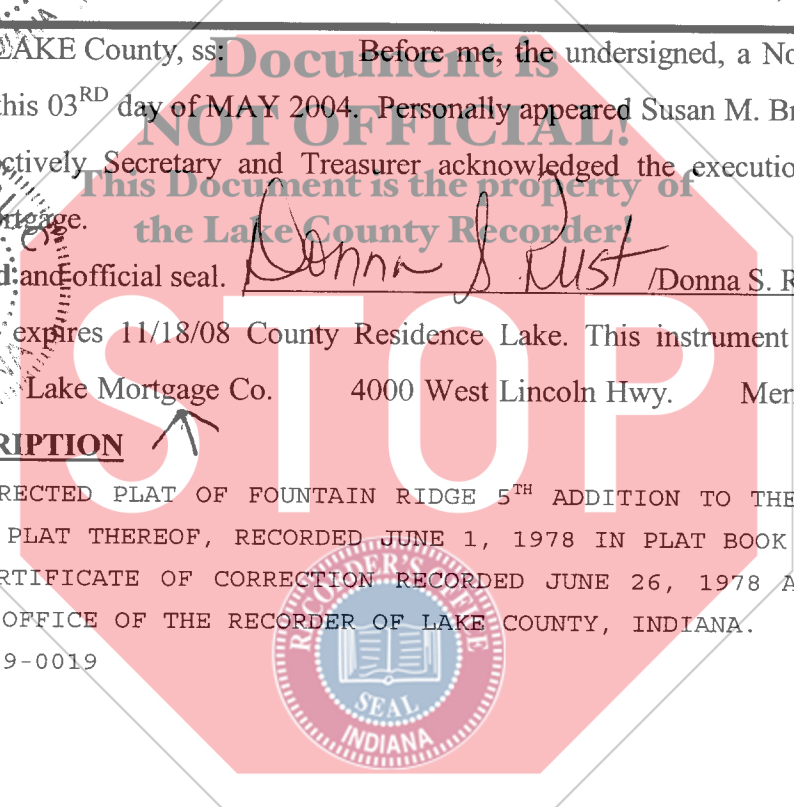 LAKE County, ss: Before me, the undersigned, a No
Document is
this 03RD day of MAY 2004. Personally appeared Susan M. Br
NOT OFFICIAL!
ctively Secretary and Treasurer acknowledged the executio
This Document is the property of
rtgage.
the Lake County Recorder!
d and official seal. Donna S. Rust /Donna S. R
expires 11/18/08 County Residence Lake. This instrument
STOP
Lake Mortgage Co. 4000 West Lincoln Hwy. Mer
RIPTION
RECTED PLAT OF FOUNTAIN RIDGE 5TH ADDITION TO THE
PLAT THEREOF, RECORDED JUNE 1, 1978 IN PLAT BOOK
RTIFICATE OF CORRECTION RECORDED JUNE 26, 1978 A
OFFICE OF THE RECORDER OF LAKE COUNTY, INDIANA.
9-0019
RECORDER'S OFFICE
SEAL
INDIANA